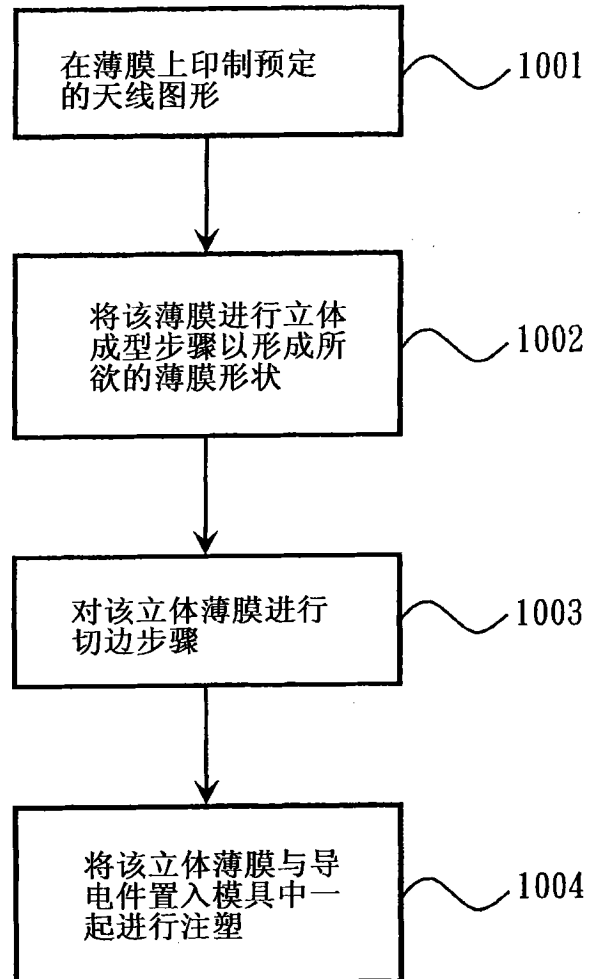 在薄膜上印制预定
的天线图形
1001
将该薄膜进行立体
成型步骤以形成所
欲的薄膜形状
1002
对该立体薄膜进行
切边步骤
1003
将该立体薄膜与导
电件置入模具中一
起进行注塑
1004